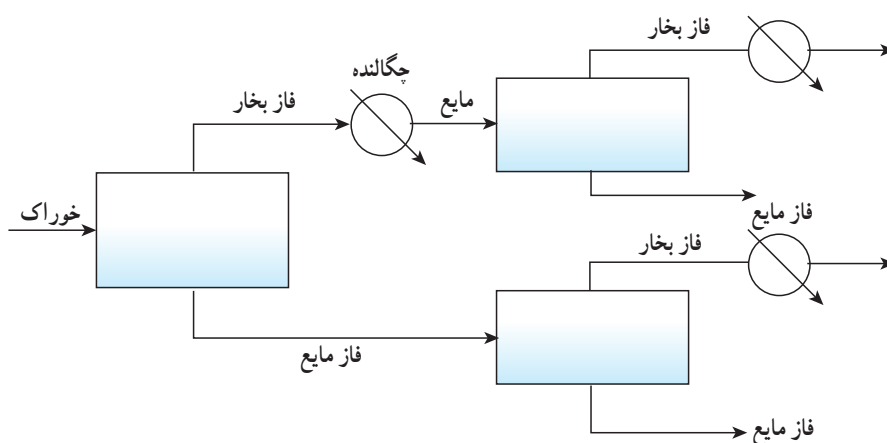 فاز بخار
چگالنده
مایع
فاز بخار
خوراک
فاز مایع
فاز بخار
فاز مایع
فاز مایع